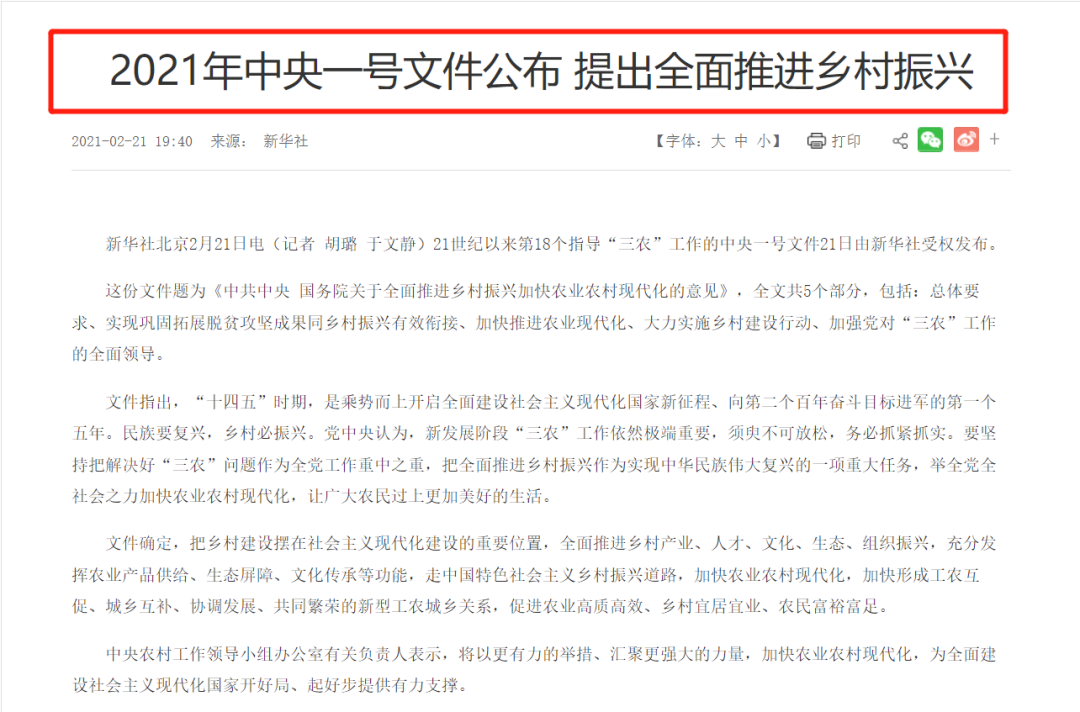 2021年中央一号文件公布 提出全面推进乡村振兴
2021-02-21 19:40 来源： 新华社 【字体：大 中 小】 打印
新华社北京2月21日电（记者 胡璐 于文静）21世纪以来第18个指导“三农”工作的中央一号文件21日由新华社受权发布。
这份文件题为《中共中央 国务院关于全面推进乡村振兴加快农业农村现代化的意见》，全文共5个部分，包括：总体要
求、实现巩固拓展脱贫攻坚成果同乡村振兴有效衔接、加快推进农业现代化、大力实施乡村建设行动、加强党对“三农”工作
的全面领导。
文件指出，“十四五”时期，是乘势而上开启全面建设社会主义现代化国家新征程、向第二个百年奋斗目标进军的第一个
五年。民族要复兴，乡村必振兴。党中央认为，新发展阶段“三农”工作依然极端重要，须臾不可放松，务必抓紧抓实。要坚
持把解决好“三农”问题作为全党工作重中之重，把全面推进乡村振兴作为实现中华民族伟大复兴的一项重大任务，举全党全
社会之力加快农业农村现代化，让广大农民过上更加美好的生活。
文件确定，把乡村建设摆在社会主义现代化建设的重要位置，全面推进乡村产业、人才、文化、生态、组织振兴，充分发
挥农业产品供给、生态屏障、文化传承等功能，走中国特色社会主义乡村振兴道路，加快农业农村现代化，加快形成工农互
促、城乡互补、协调发展、共同繁荣的新型工农城乡关系，促进农业高质高效、乡村宜居宜业、农民富裕富足。
中央农村工作领导小组办公室有关负责人表示，将以更有力的举措、汇聚更强大的力量，加快农业农村现代化，为全面建
设社会主义现代化国家开好局、起好步提供有力支撑。